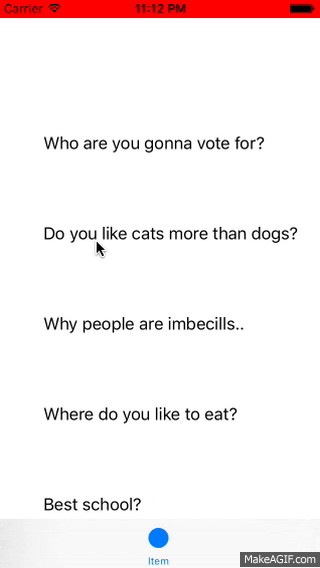 Carrier 11:12 PM
Who are you gonna vote for?
Do you like cats more than dogs?
Why people are imbecills..
Where do you like to eat?
Best school?
Item
MakeAGIF.com